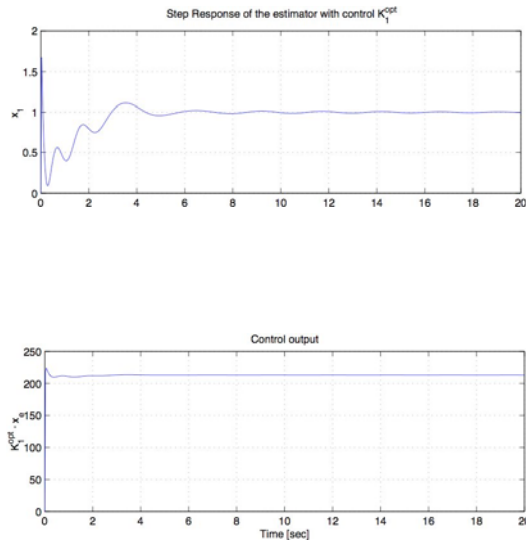 Step Response of the estimator with control K₁ᵒᵖᵗ
2
1.5
1
0.5
0
x₁
0 2 4 6 8 10 12 14 16 18 20
Control output
250
200
150
100
50
0
K₁ᵒᵖᵗ · xₑ
0 2 4 6 8 10 12 14 16 18 20
Time [sec]